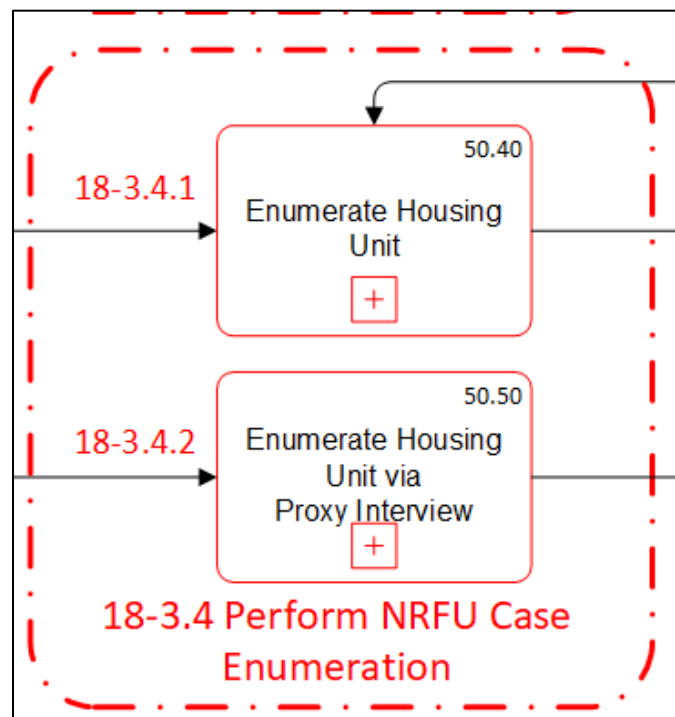 50.40
18-3.4.1
Enumerate Housing
Unit
+
50.50
18-3.4.2
Enumerate Housing
Unit via
Proxy Interview
+
18-3.4 Perform NRFU Case
Enumeration